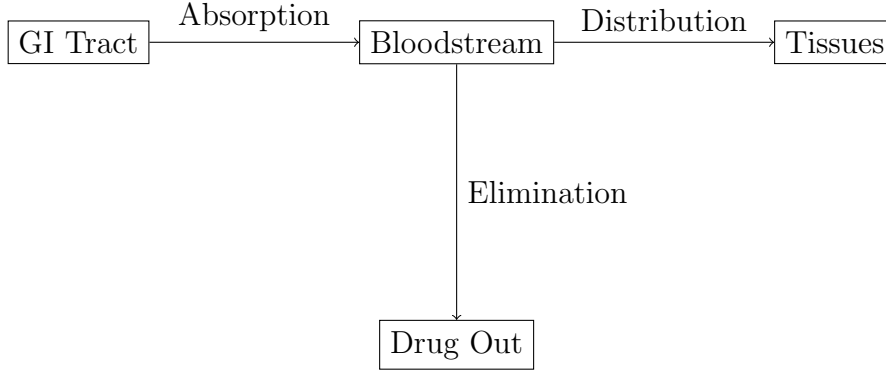 Absorption
Distribution
GI Tract
Bloodstream
Tissues
Elimination
Drug Out